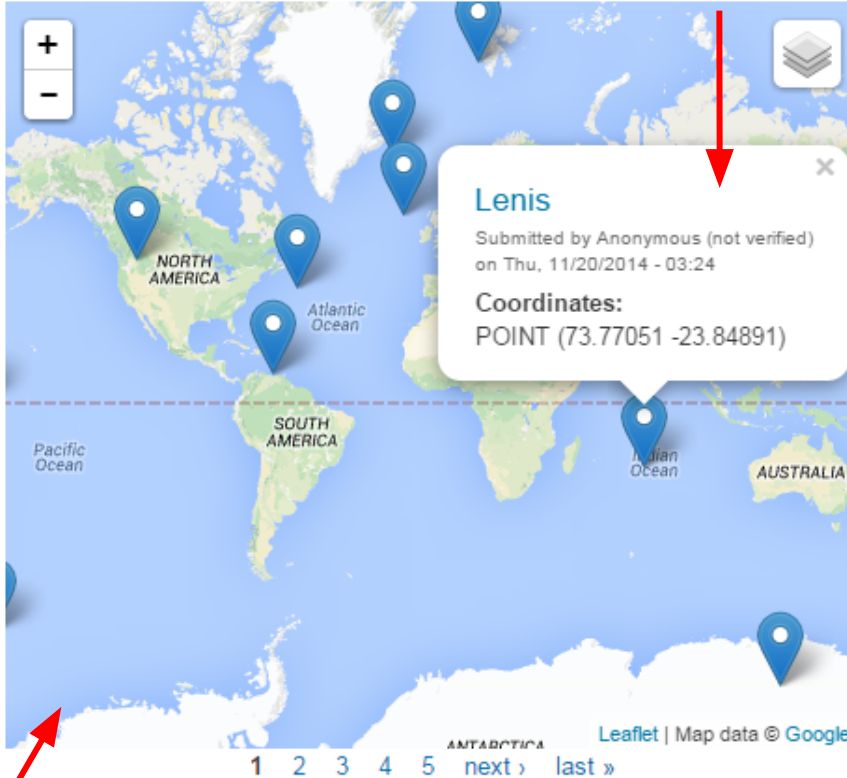 +
−
×
Lenis
Submitted by Anonymous (not verified)
on Thu, 11/20/2014 - 03:24
Coordinates:
POINT (73.77051 -23.84891)
NORTH
AMERICA
Atlantic
Ocean
SOUTH
AMERICA
Pacific
Ocean
Indian
Ocean
AUSTRALIA
ANTARCTICA
Leaflet | Map data © Google
1 2 3 4 5 next › last »